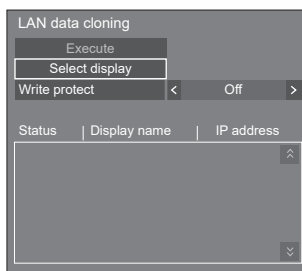 LAN data cloning
Execute
Select display
Write protect < Off >
Status | Display name | IP address